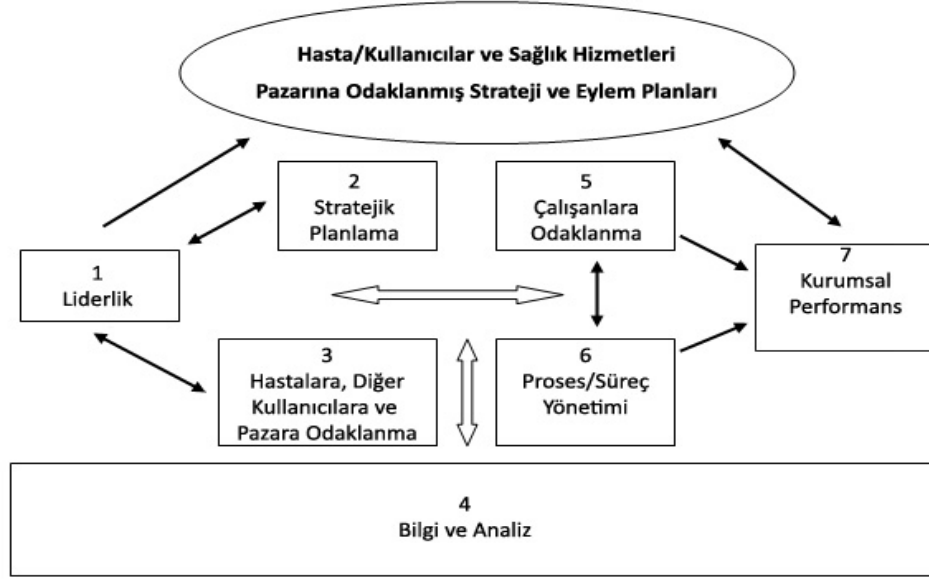 Hasta/Kullanıcılar ve Sağlık Hizmetleri
Pazarına Odaklanmış Strateji ve Eylem Planları
2
Stratejik
Planlama
5
Çalışanlara
Odaklanma
1
Liderlik
7
Kurumsal
Performans
3
Hastalara, Diğer
Kullanıcılara ve
Pazara Odaklanma
6
Proses/Süreç
Yönetimi
4
Bilgi ve Analiz